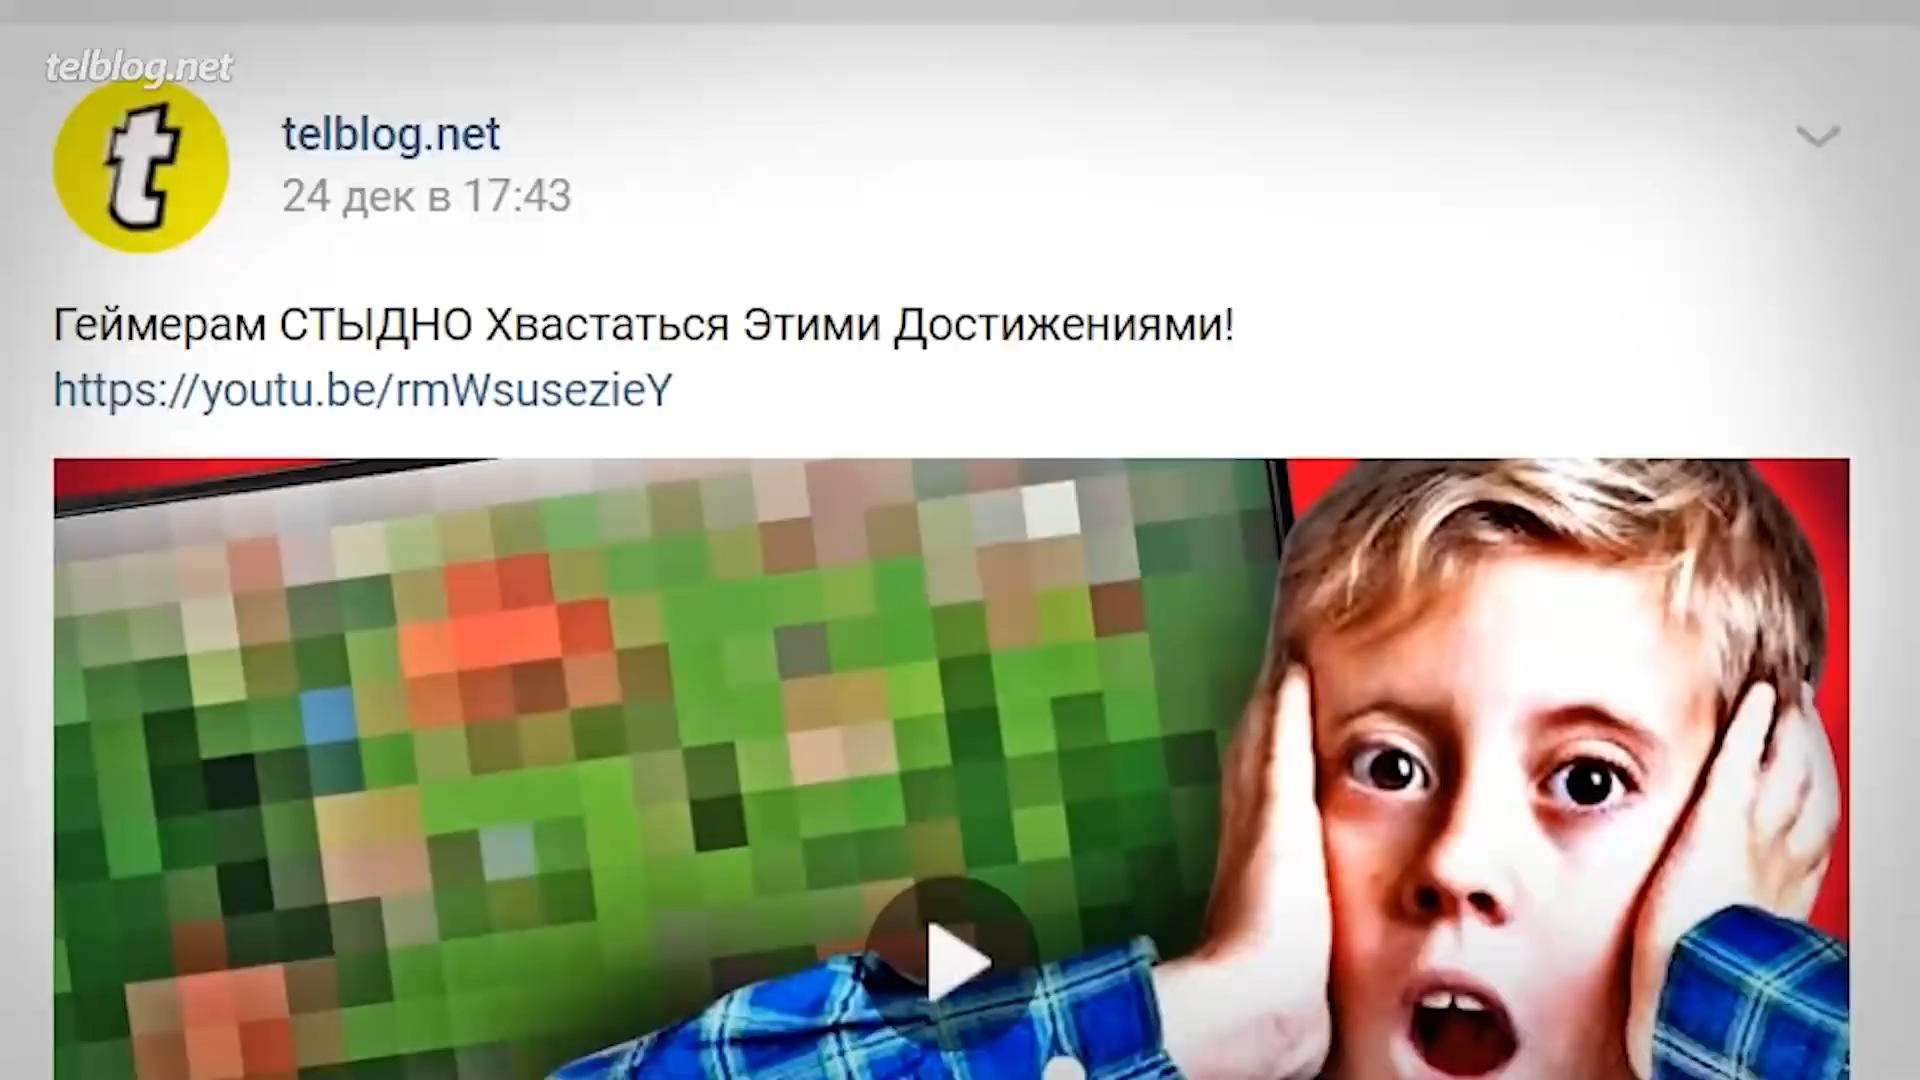 telblog.net
t
telblog.net
24 дек в 17:43
Геймерам СТЫДНО Хвастаться Этими Достижениями!
https://youtu.be/rmWsusezieY